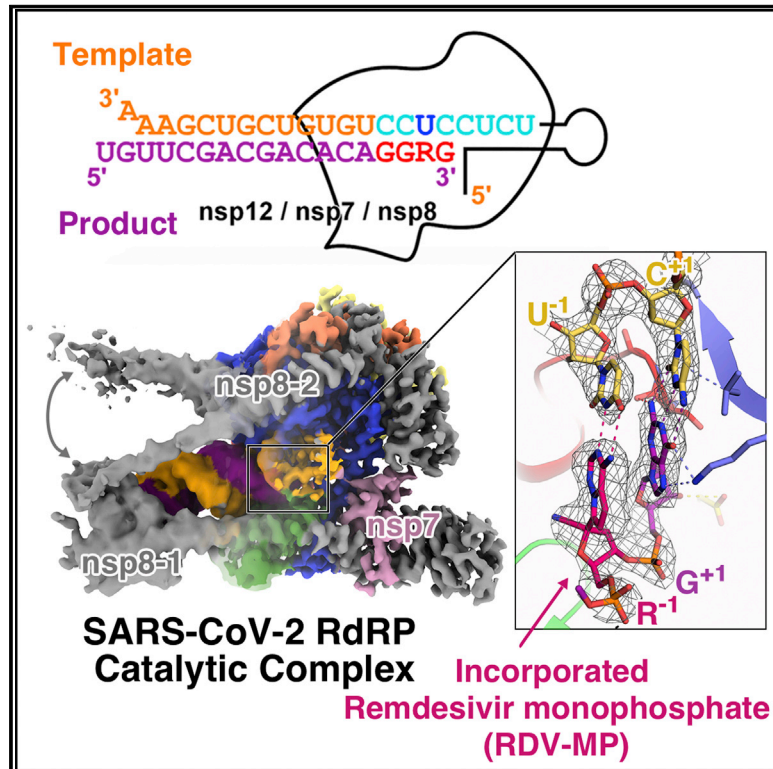 Template
3'A
AAGCUGCUGUGUCCUCCUCU
UGUUCGACGACACAGGRG
5'
3'
5'
Product
nsp12 / nsp7 / nsp8
C+1
U-1
nsp8-2
nsp7
nsp8-1
G+1
R-1
SARS-CoV-2 RdRP
Catalytic Complex
Incorporated
Remdesivir monophosphate
(RDV-MP)